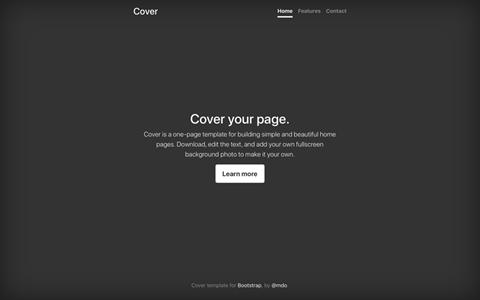 Cover
Home Features Contact
Cover your page.
Cover is a one-page template for building simple and beautiful home
pages. Download, edit the text, and add your own fullscreen
background photo to make it your own.
Learn more
Cover template for Bootstrap, by @mdo